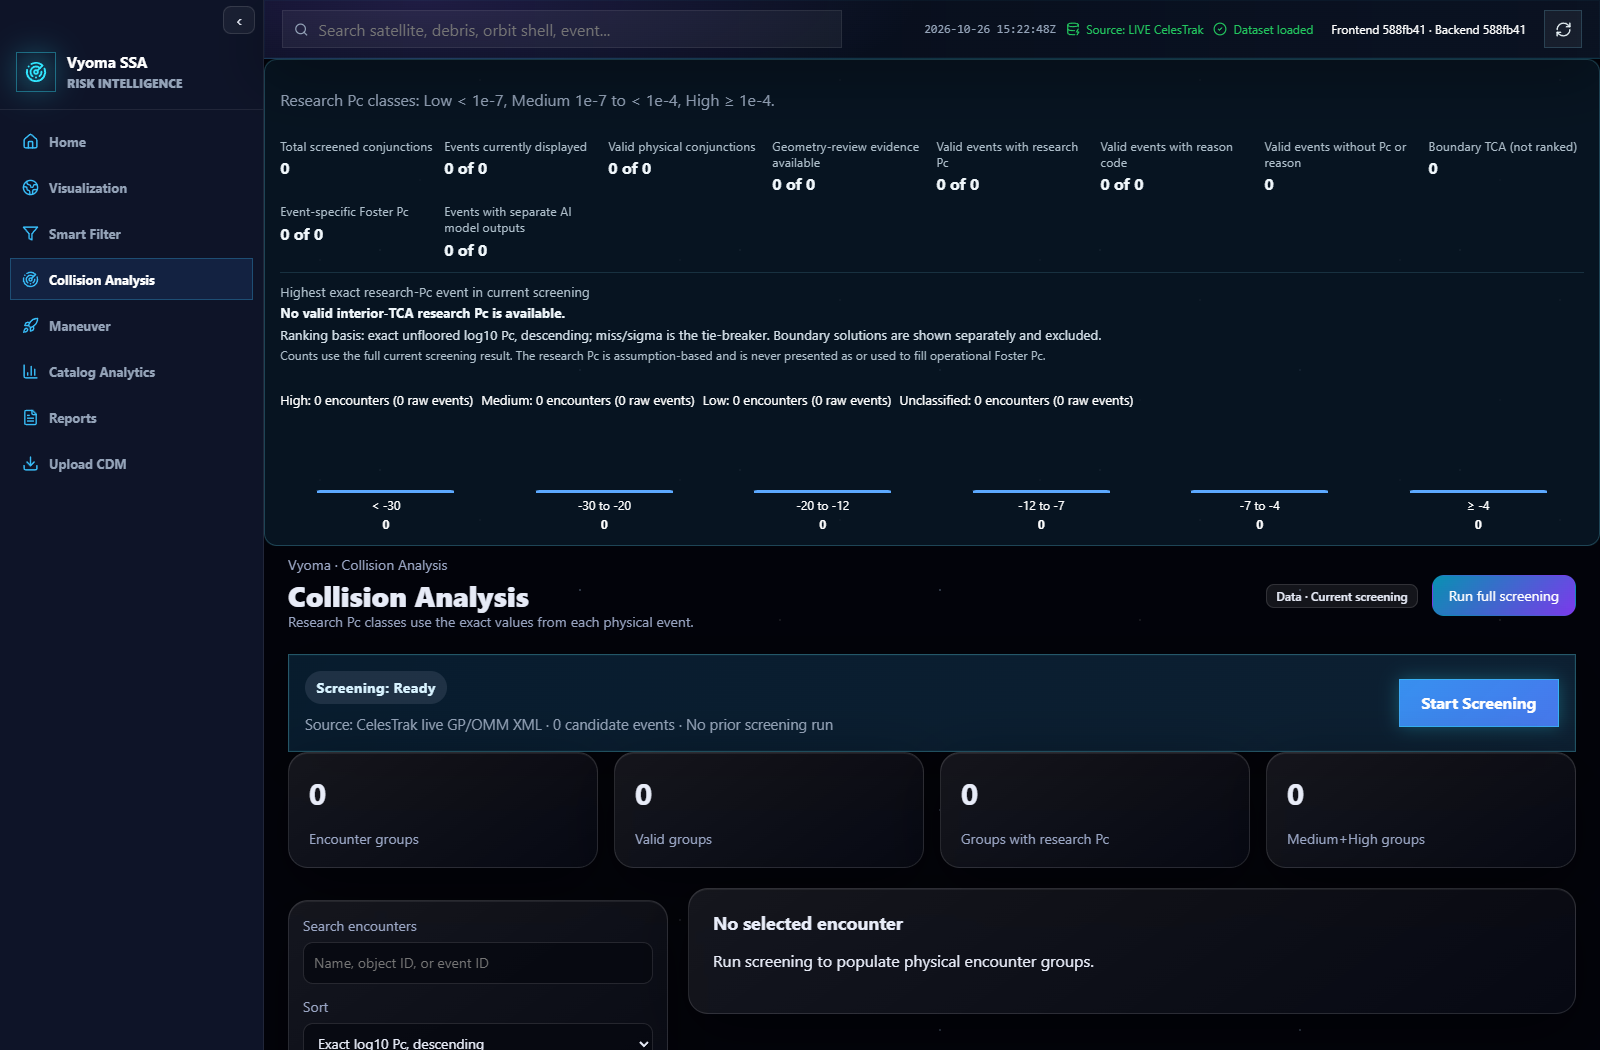 ‹
Vyoma SSA
RISK INTELLIGENCE
Home
Visualization
Smart Filter
Collision Analysis
Maneuver
Catalog Analytics
Reports
Upload CDM
Search satellite, debris, orbit shell, event...
2026-10-26 15:22:48Z
Source: LIVE CelesTrak
Dataset loaded
Frontend 588fb41 · Backend 588fb41
Research Pc classes: Low < 1e-7, Medium 1e-7 to < 1e-4, High ≥ 1e-4.
Total screened conjunctions
0
Events currently displayed
0 of 0
Valid physical conjunctions
0 of 0
Geometry-review evidence
available
0 of 0
Valid events with research
Pc
0 of 0
Valid events with reason
code
0 of 0
Valid events without Pc or
reason
0
Boundary TCA (not ranked)
0
Event-specific Foster Pc
0 of 0
Events with separate AI
model outputs
0 of 0
Highest exact research-Pc event in current screening
No valid interior-TCA research Pc is available.
Ranking basis: exact unfloored log10 Pc, descending; miss/sigma is the tie-breaker. Boundary solutions are shown separately and excluded.
Counts use the full current screening result. The research Pc is assumption-based and is never presented as or used to fill operational Foster Pc.
High: 0 encounters (0 raw events) Medium: 0 encounters (0 raw events) Low: 0 encounters (0 raw events) Unclassified: 0 encounters (0 raw events)
< -30
0
-30 to -20
0
-20 to -12
0
-12 to -7
0
-7 to -4
0
≥ -4
0
Vyoma · Collision Analysis
Collision Analysis
Research Pc classes use the exact values from each physical event.
Data · Current screening
Run full screening
Screening: Ready
Source: CelesTrak live GP/OMM XML · 0 candidate events · No prior screening run
Start Screening
0
Encounter groups
0
Valid groups
0
Groups with research Pc
0
Medium+High groups
Search encounters
Name, object ID, or event ID
Sort
Exact log10 Pc, descending
No selected encounter
Run screening to populate physical encounter groups.